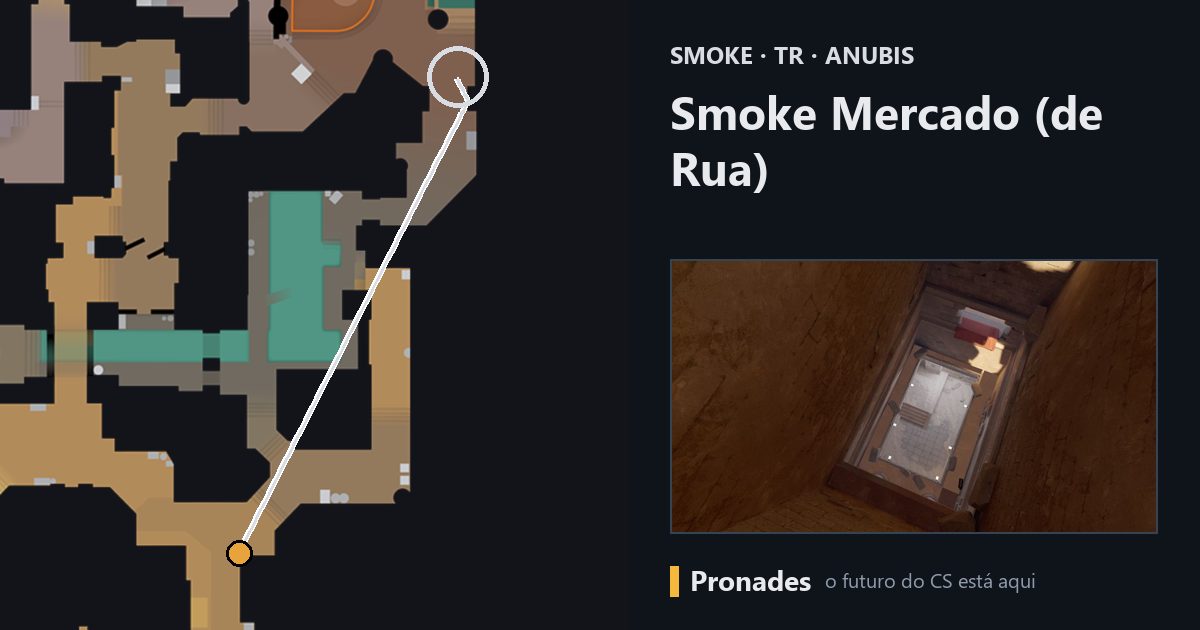 SMOKE · TR · ANUBIS
Smoke Mercado (de
Rua)
Pronades o futuro do CS está aqui